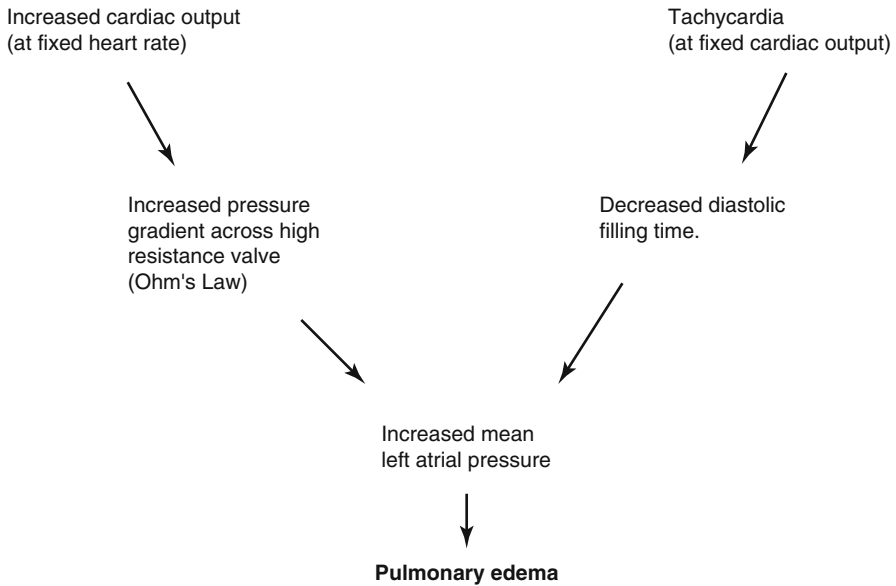 Increased cardiac output
(at fixed heart rate)
Tachycardia
(at fixed cardiac output)
Increased pressure
gradient across high
resistance valve
(Ohm's Law)
Decreased diastolic
filling time.
Increased mean
left atrial pressure
Pulmonary edema